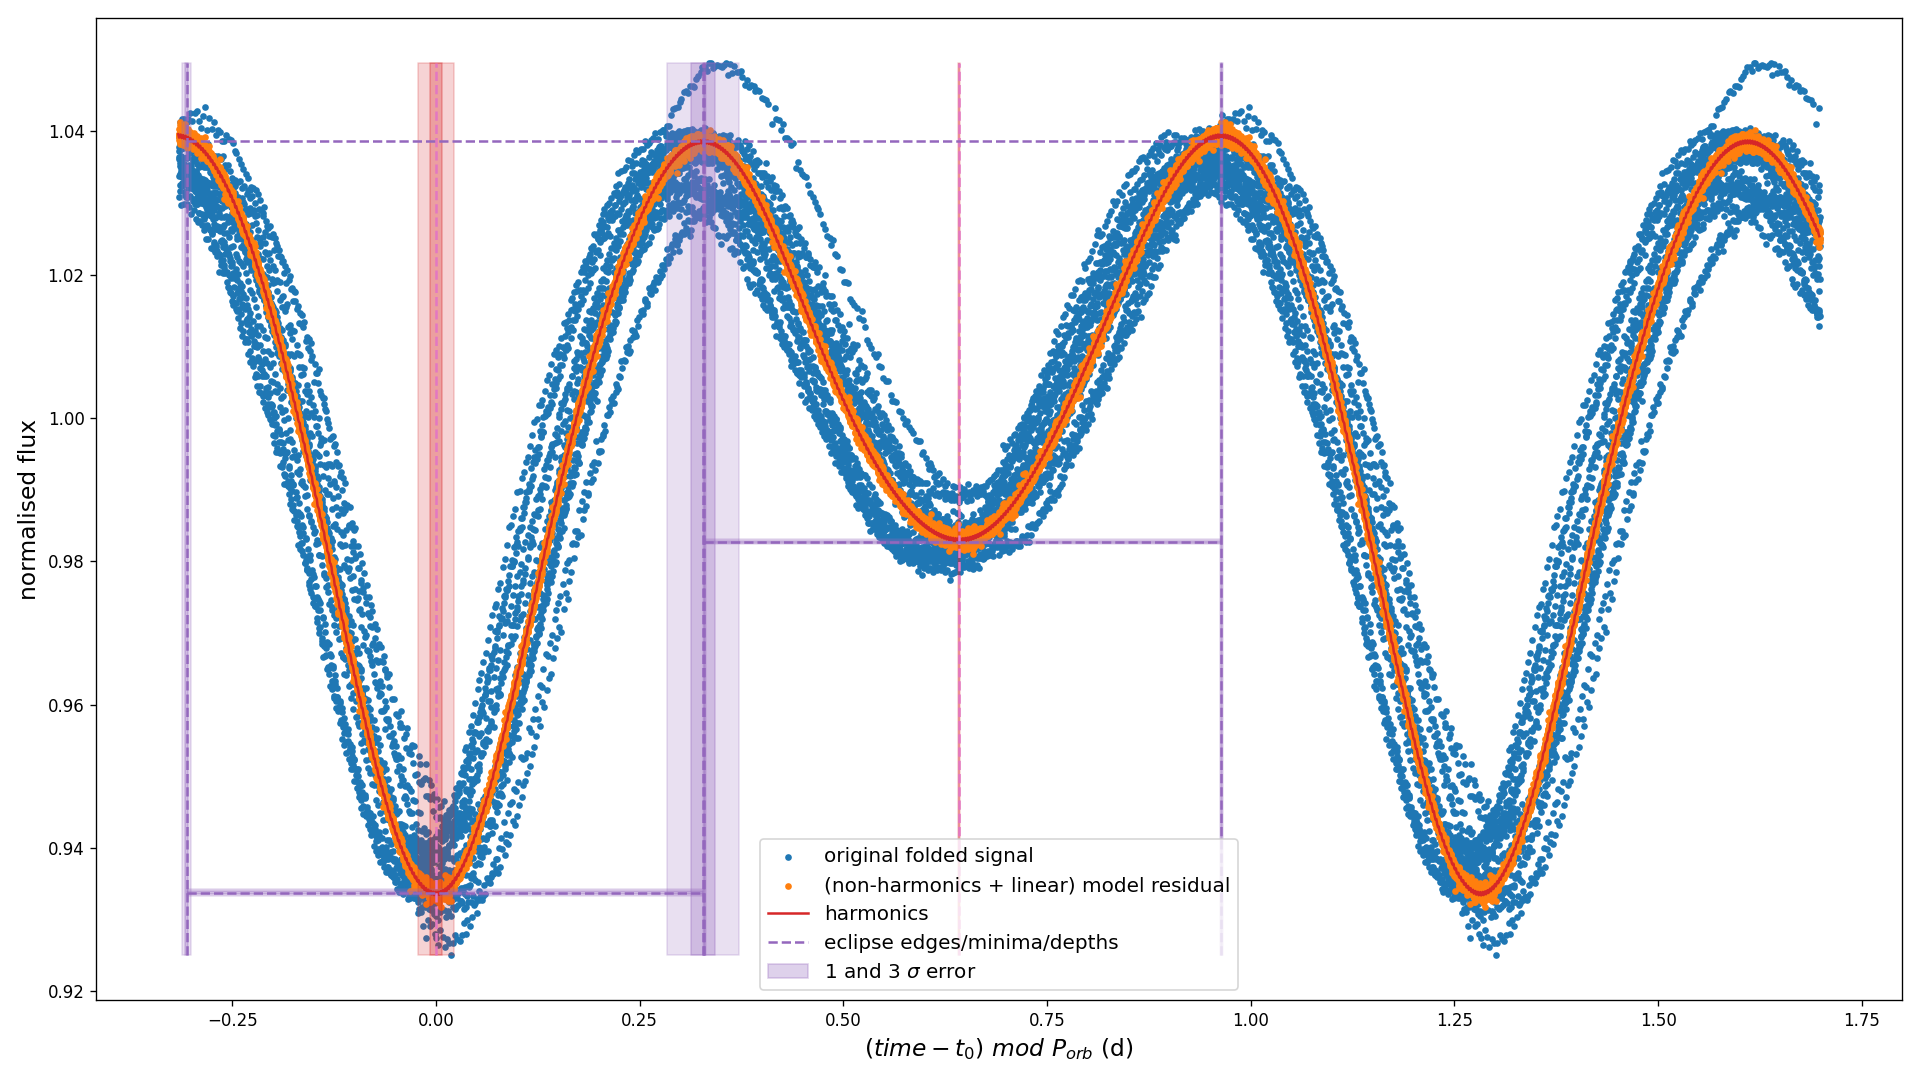 normalised flux
1.04
1.02
1.00
0.98
0.96
0.94
0.92
original folded signal
(non-harmonics + linear) model residual
harmonics
eclipse edges/minima/depths
1 and 3 σ error
−0.25
0.00
0.25
0.50
0.75
1.00
1.25
1.50
1.75
(time − t₀) mod Pₒᵣb (d)